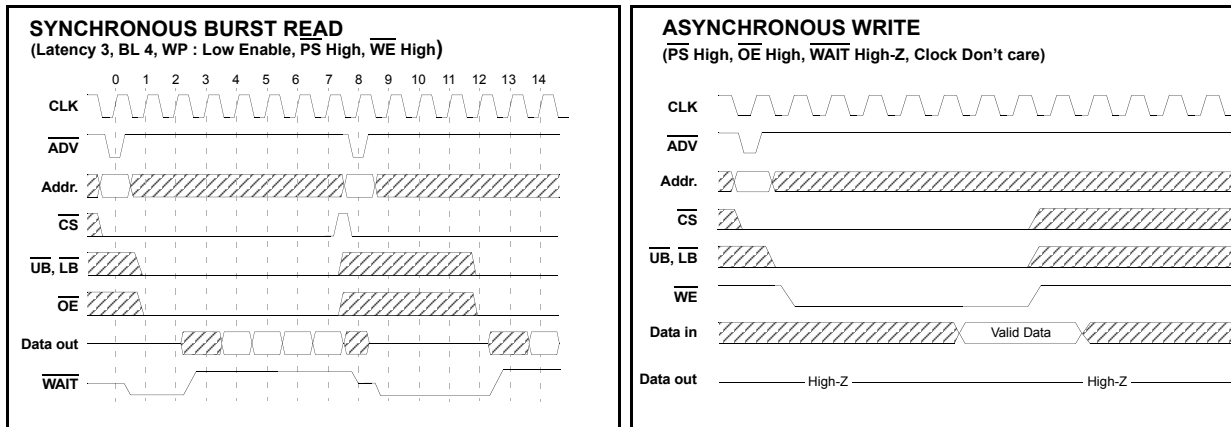 SYNCHRONOUS BURST READ
(Latency 3, BL 4, WP : Low Enable, PS High, WE High)
0 1 2 3 4 5 6 7 8 9 10 11 12 13 14
CLK
ADV
Addr.
CS
UB, LB
OE
Data out
WAIT
ASYNCHRONOUS WRITE
(PS High, OE High, WAIT High-Z, Clock Don't care)
CLK
ADV
Addr.
CS
UB, LB
WE
Data in Valid Data
Data out High-Z High-Z